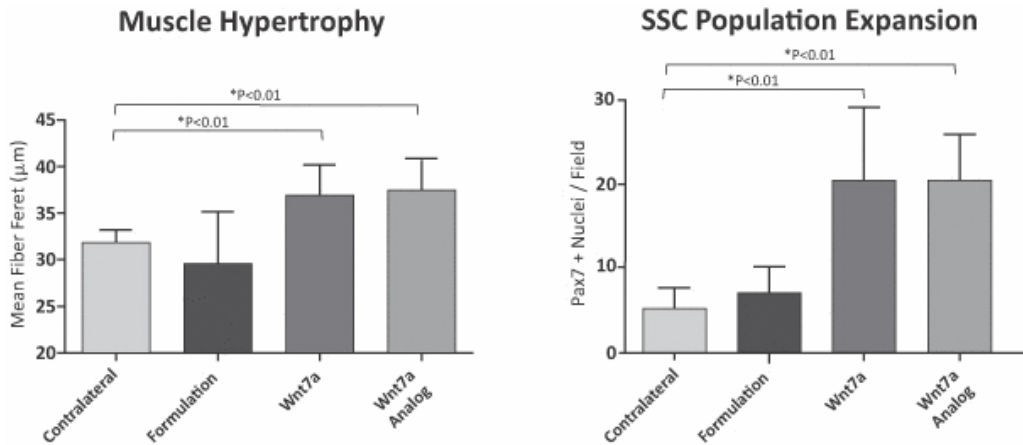 Muscle Hypertrophy
*P<0.01
*P<0.01
Mean Fiber Feret (µm)
45
40
35
30
25
20
Contralateral
Formulation
Wnt7a
Wnt7a
Analog
SSC Population Expansion
*P<0.01
*P<0.01
Pax7 + Nuclei / Field
30
20
10
0
Contralateral
Formulation
Wnt7a
Wnt7a
Analog